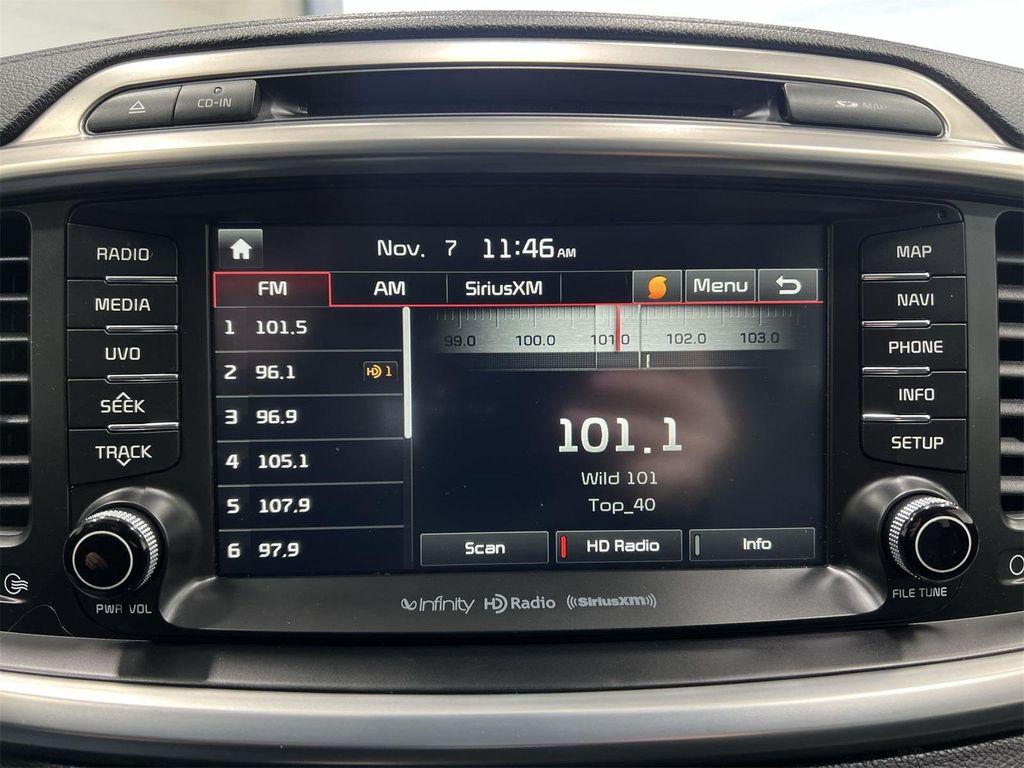 CD-IN
MAP
Nov. 7 11:46 AM
FM AM SiriusXM Menu
1 101.5
2 96.1 HD 1
3 96.9
4 105.1
5 107.9
6 97.9
99.0 100.0 101.0 102.0 103.0
101.1
Wild 101
Top_40
Scan HD Radio Info
RADIO
MEDIA
UVO
SEEK
TRACK
PWR VOL
MAP
NAVI
PHONE
INFO
SETUP
FILE TUNE
Infinity HD Radio ((SiriusXM))